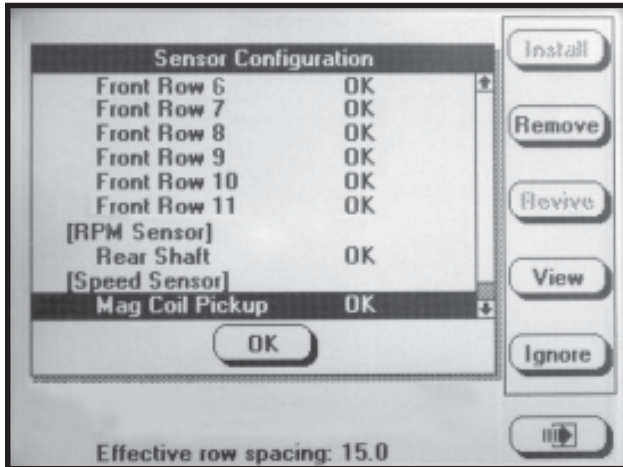 Sensor Configuration
Front Row 6 OK
Front Row 7 OK
Front Row 8 OK
Front Row 9 OK
Front Row 10 OK
Front Row 11 OK
[RPM Sensor]
Rear Shaft OK
[Speed Sensor]
Mag Coil Pickup OK
OK
Effective row spacing: 15.0
Install
Remove
Revive
View
Ignore